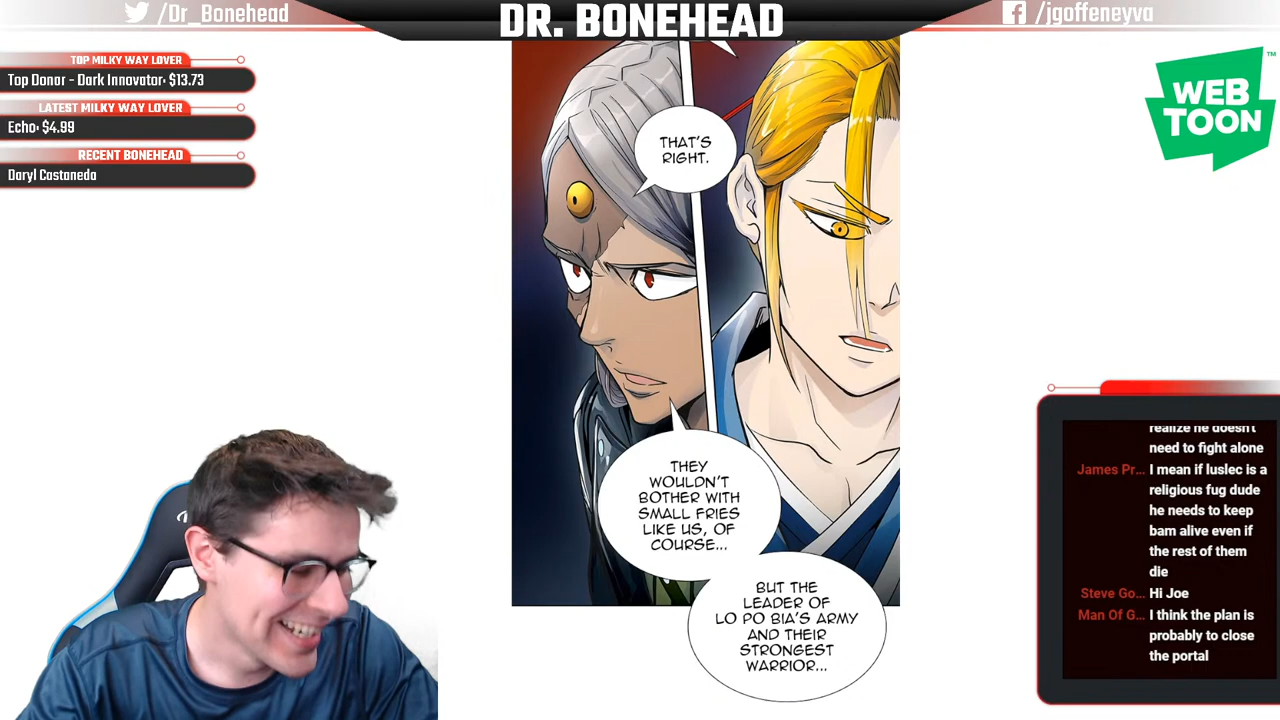 /Dr_Bonehead
DR. BONEHEAD
/jgoffeneyva
TOP MILKY WAY LOVER
Top Donor - Dark Innovator: $13.73
LATEST MILKY WAY LOVER
Echo: $4.99
RECENT BONEHEAD
Daryl Castaneda
WEB
TOON
™
THAT'S
RIGHT.
THEY
WOULDN'T
BOTHER WITH
SMALL FRIES
LIKE US, OF
COURSE...
BUT THE
LEADER OF
LO PO BIA'S ARMY
AND THEIR
STRONGEST
WARRIOR...
realize he doesn't
need to fight alone
James Pr... I mean if luslec is a
religious fug dude
he needs to keep
bam alive even if
the rest of them
die
Steve Go... Hi Joe
Man Of G... I think the plan is
probably to close
the portal